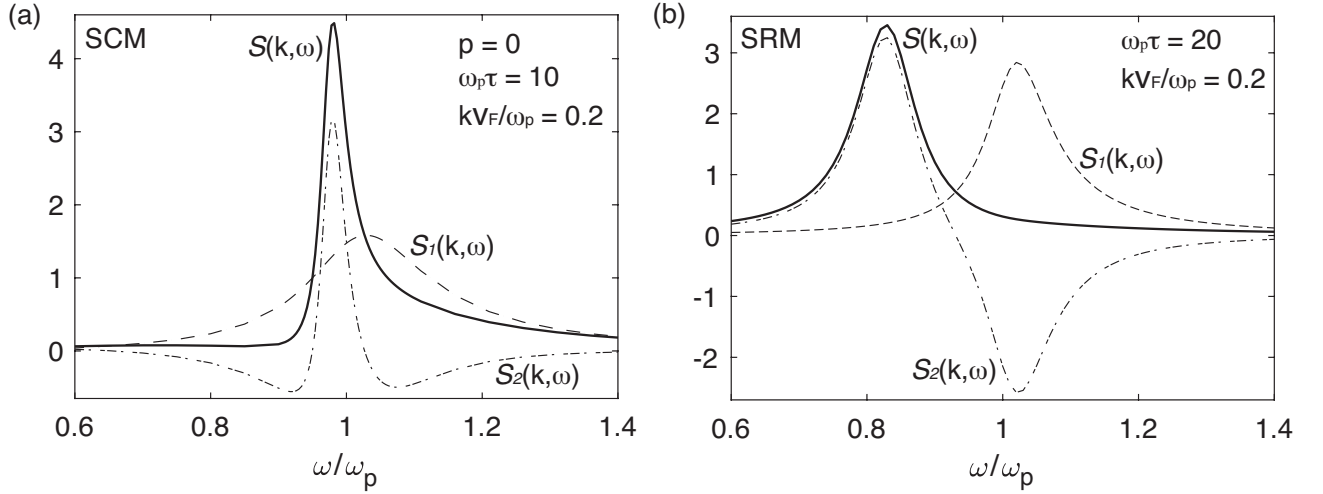 (a)
SCM
S(k,ω)
p = 0
ωpτ = 10
kvF/ωp = 0.2
S1(k,ω)
S2(k,ω)
4
3
2
1
0
0.6 0.8 1 1.2 1.4
ω/ωp
(b)
SRM
S(k,ω)
ωpτ = 20
kvF/ωp = 0.2
S1(k,ω)
S2(k,ω)
3
2
1
0
-1
-2
0.6 0.8 1 1.2 1.4
ω/ωp